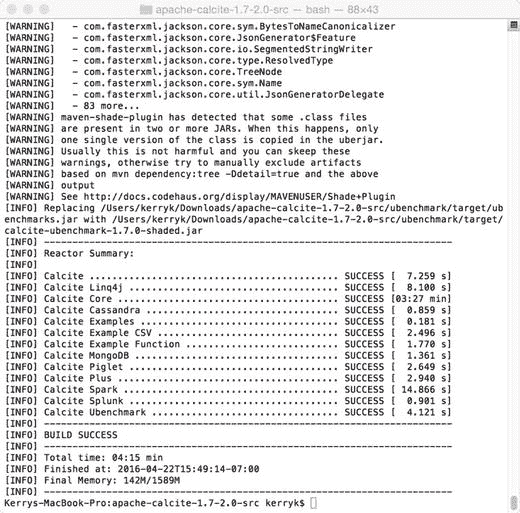 apache-calcite-1.7-2.0-src — bash — 88×43
[WARNING]   - com.fasterxml.jackson.core.sym.BytesToNameCanonicalizer
[WARNING]   - com.fasterxml.jackson.core.JsonGenerator$Feature
[WARNING]   - com.fasterxml.jackson.core.io.SegmentedStringWriter
[WARNING]   - com.fasterxml.jackson.core.type.ResolvedType
[WARNING]   - com.fasterxml.jackson.core.TreeNode
[WARNING]   - com.fasterxml.jackson.core.sym.Name
[WARNING]   - com.fasterxml.jackson.core.util.JsonGeneratorDelegate
[WARNING]   - 83 more...
[WARNING] maven-shade-plugin has detected that some .class files
[WARNING] are present in two or more JARs. When this happens, only
[WARNING] one single version of the class is copied in the uberjar.
[WARNING] Usually this is not harmful and you can skeep these
[WARNING] warnings, otherwise try to manually exclude artifacts
[WARNING] based on mvn dependency:tree -Ddetail=true and the above
[WARNING] output
[WARNING] See http://docs.codehaus.org/display/MAVENUSER/Shade+Plugin
[INFO] Replacing /Users/kerryk/Downloads/apache-calcite-1.7-2.0-src/ubenchmark/target/ub
enchmarks.jar with /Users/kerryk/Downloads/apache-calcite-1.7-2.0-src/ubenchmark/target/
calcite-ubenchmark-1.7.0-shaded.jar
[INFO] ------------------------------------------------------------------------
[INFO] Reactor Summary:
[INFO]
[INFO] Calcite ............................................ SUCCESS [  7.259 s]
[INFO] Calcite Linq4j ..................................... SUCCESS [  8.100 s]
[INFO] Calcite Core ....................................... SUCCESS [03:27 min]
[INFO] Calcite Cassandra .................................. SUCCESS [  0.859 s]
[INFO] Calcite Examples ................................... SUCCESS [  0.181 s]
[INFO] Calcite Example CSV ................................ SUCCESS [  2.496 s]
[INFO] Calcite Example Function ........................... SUCCESS [  1.770 s]
[INFO] Calcite MongoDB .................................... SUCCESS [  1.361 s]
[INFO] Calcite Piglet ..................................... SUCCESS [  2.649 s]
[INFO] Calcite Plus ....................................... SUCCESS [  2.940 s]
[INFO] Calcite Spark ...................................... SUCCESS [ 14.866 s]
[INFO] Calcite Splunk ..................................... SUCCESS [  0.901 s]
[INFO] Calcite Ubenchmark ................................. SUCCESS [  4.121 s]
[INFO] ------------------------------------------------------------------------
[INFO] BUILD SUCCESS
[INFO] ------------------------------------------------------------------------
[INFO] Total time: 04:15 min
[INFO] Finished at: 2016-04-22T15:49:14-07:00
[INFO] Final Memory: 142M/1589M
[INFO] ------------------------------------------------------------------------
Kerrys-MacBook-Pro:apache-calcite-1.7-2.0-src kerryk$